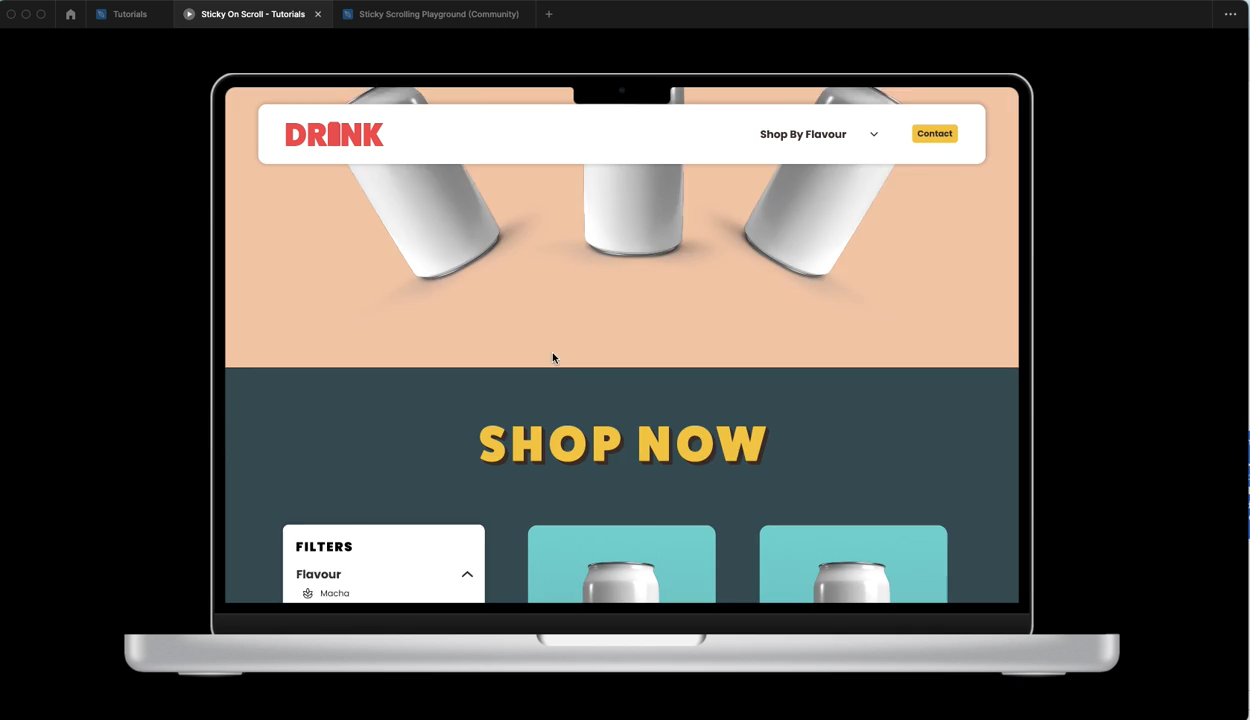 Tutorials
Sticky On Scroll - Tutorials
Sticky Scrolling Playground (Community)
DRINK
Shop By Flavour
Contact
SHOP NOW
FILTERS
Flavour
Macha